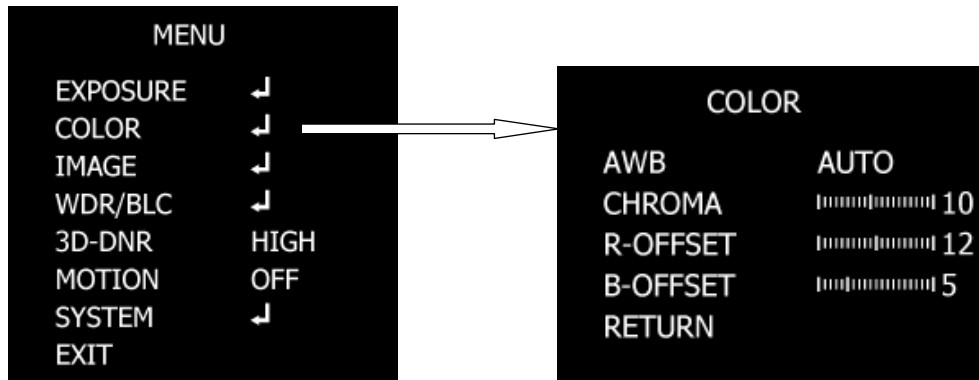 MENU
EXPOSURE ↲
COLOR ↲
IMAGE ↲
WDR/BLC ↲
3D-DNR HIGH
MOTION OFF
SYSTEM ↲
EXIT
COLOR
AWB AUTO
CHROMA 10
R-OFFSET 12
B-OFFSET 5
RETURN